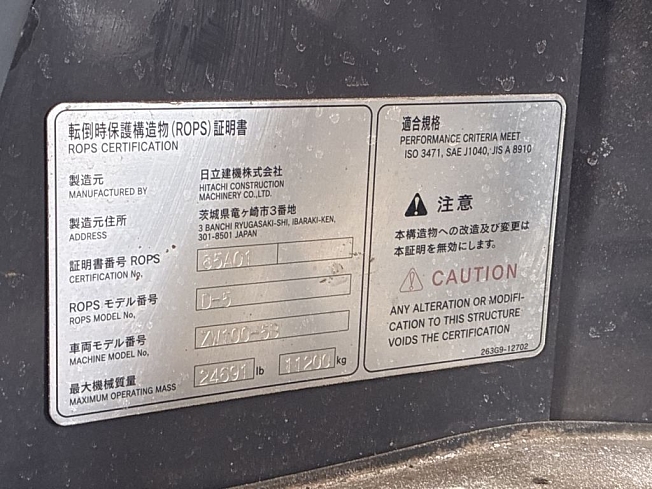 転倒時保護構造物(ROPS)証明書
ROPS CERTIFICATION
製造元
MANUFACTURED BY
日立建機株式会社
HITACHI CONSTRUCTION
MACHINERY CO.,LTD.
製造元住所
ADDRESS
茨城県竜ヶ崎市3番地
3 BANCHI RYUGASAKI-SHI, IBARAKI-KEN,
301-8501 JAPAN
証明書番号 ROPS
CERTIFICATION No.
ROPS モデル番号
ROPS MODEL No.
D-5
車両モデル番号
MACHINE MODEL No.
最大機械質量
MAXIMUM OPERATING MASS
24691 lb 11200 kg
適合規格
PERFORMANCE CRITERIA MEET
ISO 3471, SAE J1040, JIS A 8910
注意
本構造物への改造及び変更は
本証明を無効にします。
CAUTION
ANY ALTERATION OR MODIFI-
CATION TO THIS STRUCTURE
VOIDS THE CERTIFICATION
263G9-12702